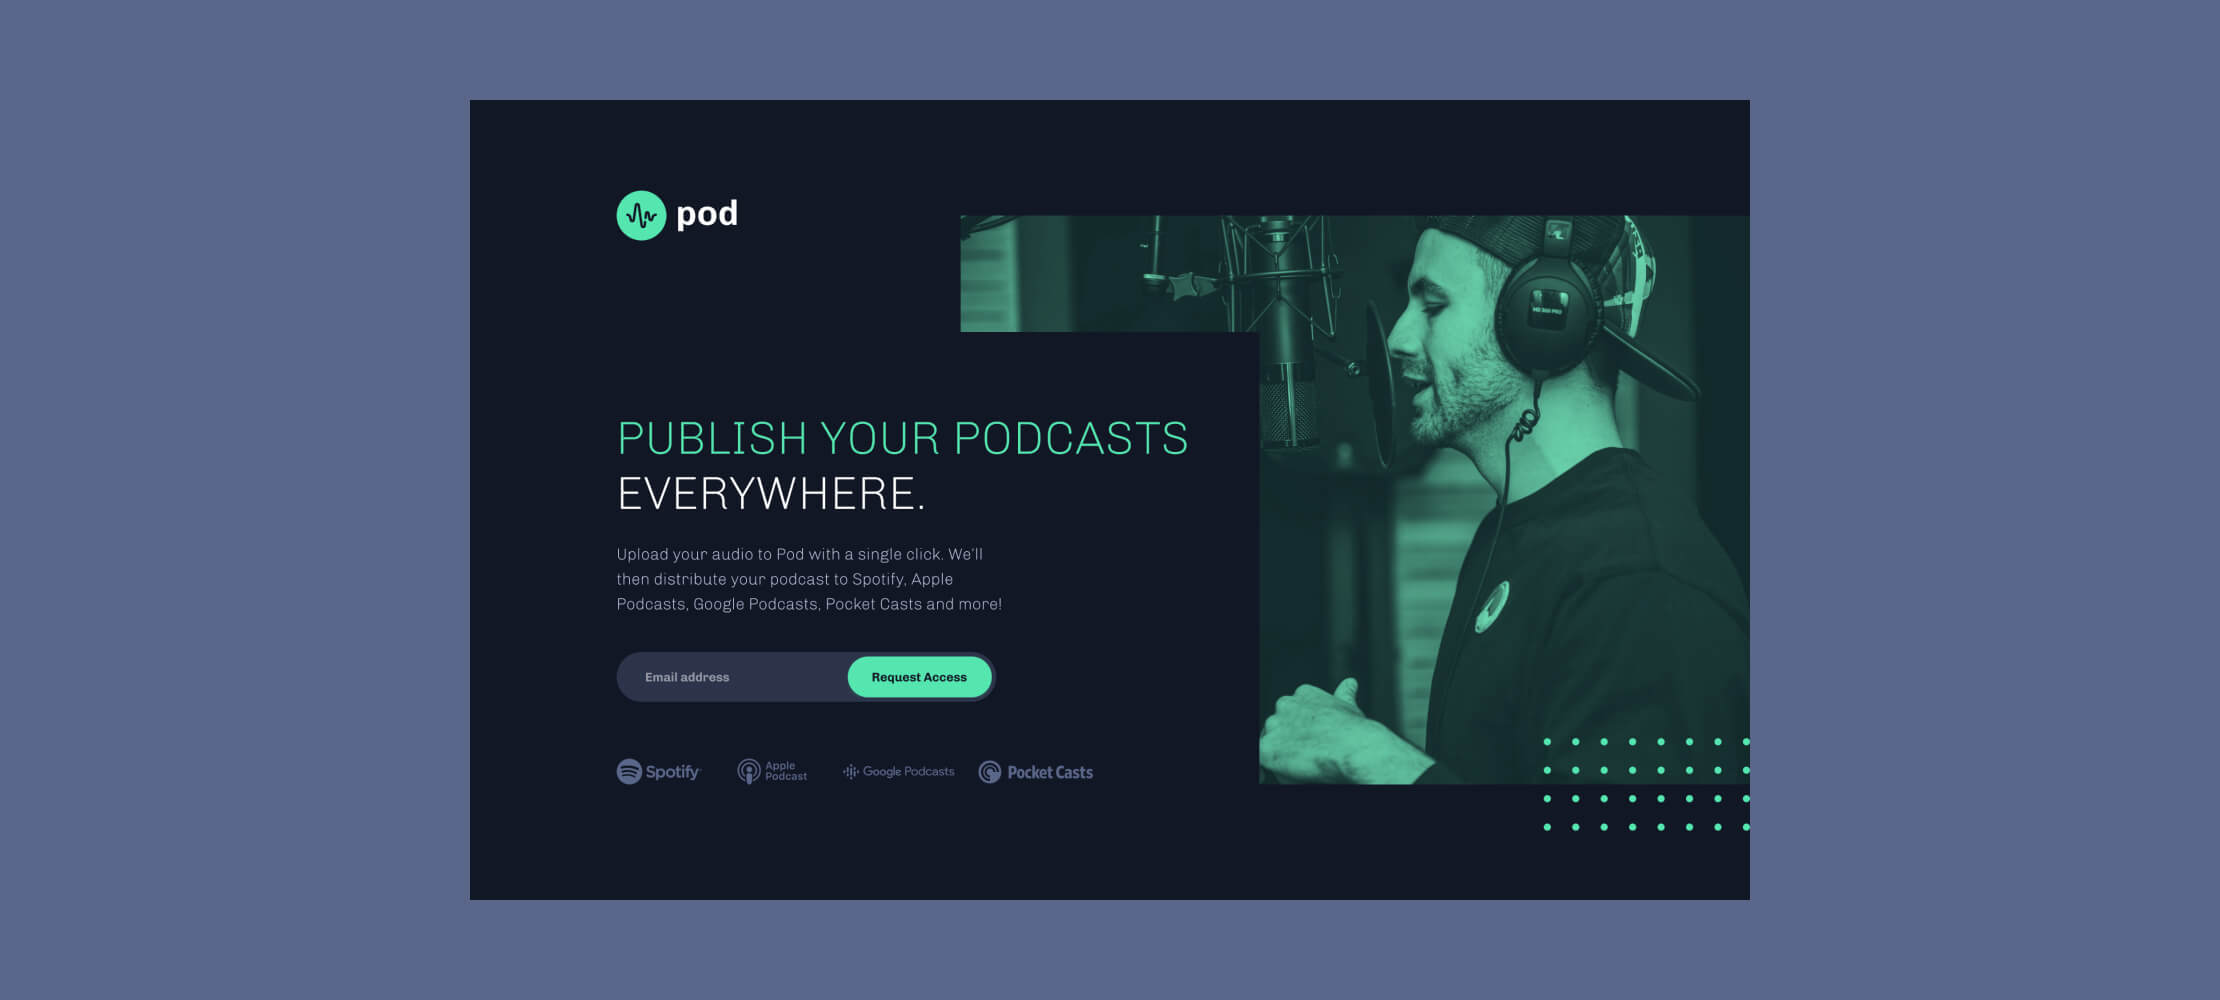 pod
PUBLISH YOUR PODCASTS
EVERYWHERE.
Upload your audio to Pod with a single click. We'll
then distribute your podcast to Spotify, Apple
Podcasts, Google Podcasts, Pocket Casts and more!
Email address
Request Access
Spotify
Apple
Podcast
Google Podcasts
Pocket Casts